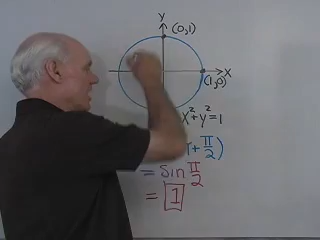 Y
(0,1)
X
(1,0)
x²+y²=1
+ π/2)
= sin π/2
= 1